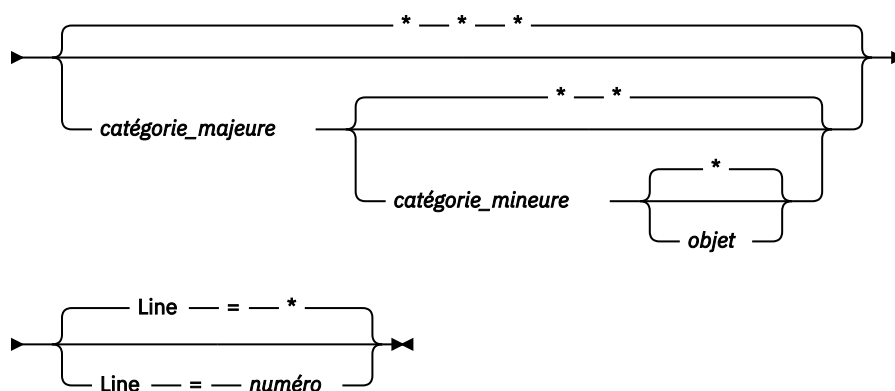 * * *
* *
catégorie_majeure
*
catégorie_mineure
objet
Line = *
Line = numéro